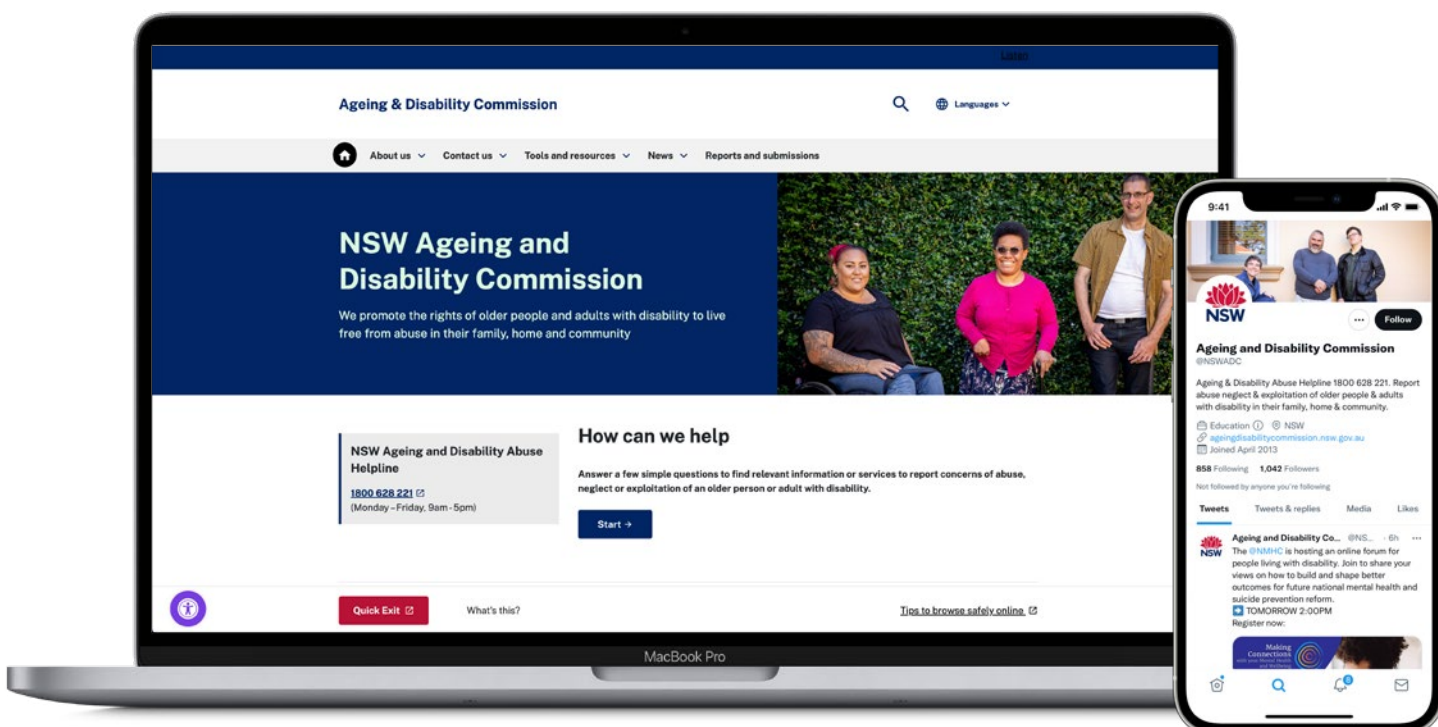 Listen
Ageing & Disability Commission
Languages
About us
Contact us
Tools and resources
News
Reports and submissions
NSW Ageing and
Disability Commission
We promote the rights of older people and adults with disability to live
free from abuse in their family, home and community
NSW Ageing and Disability Abuse
Helpline
1800 628 221
(Monday – Friday, 9am - 5pm)
How can we help
Answer a few simple questions to find relevant information or services to report concerns of abuse,
neglect or exploitation of an older person or adult with disability.
Start →
Quick Exit
What's this?
Tips to browse safely online
MacBook Pro
9:41
NSW
Follow
Ageing and Disability Commission
@NSWADC
Ageing & Disability Abuse Helpline 1800 628 221. Report
abuse neglect & exploitation of older people & adults
with disability in their family, home & community.
Education NSW
ageingdisabilitycommission.nsw.gov.au
Joined April 2013
858 Following 1,042 Followers
Not followed by anyone you're following
Tweets Tweets & replies Media Likes
NSW
Ageing and Disability Co... @NS... · 6h ...
The @NMHC is hosting an online forum for
people living with disability. Join to share your
views on how to build and shape better
outcomes for future national mental health and
suicide prevention reform.
TOMORROW 2:00PM
Register now:
Making
Connections
with your Mental Health
and Wellbeing
8